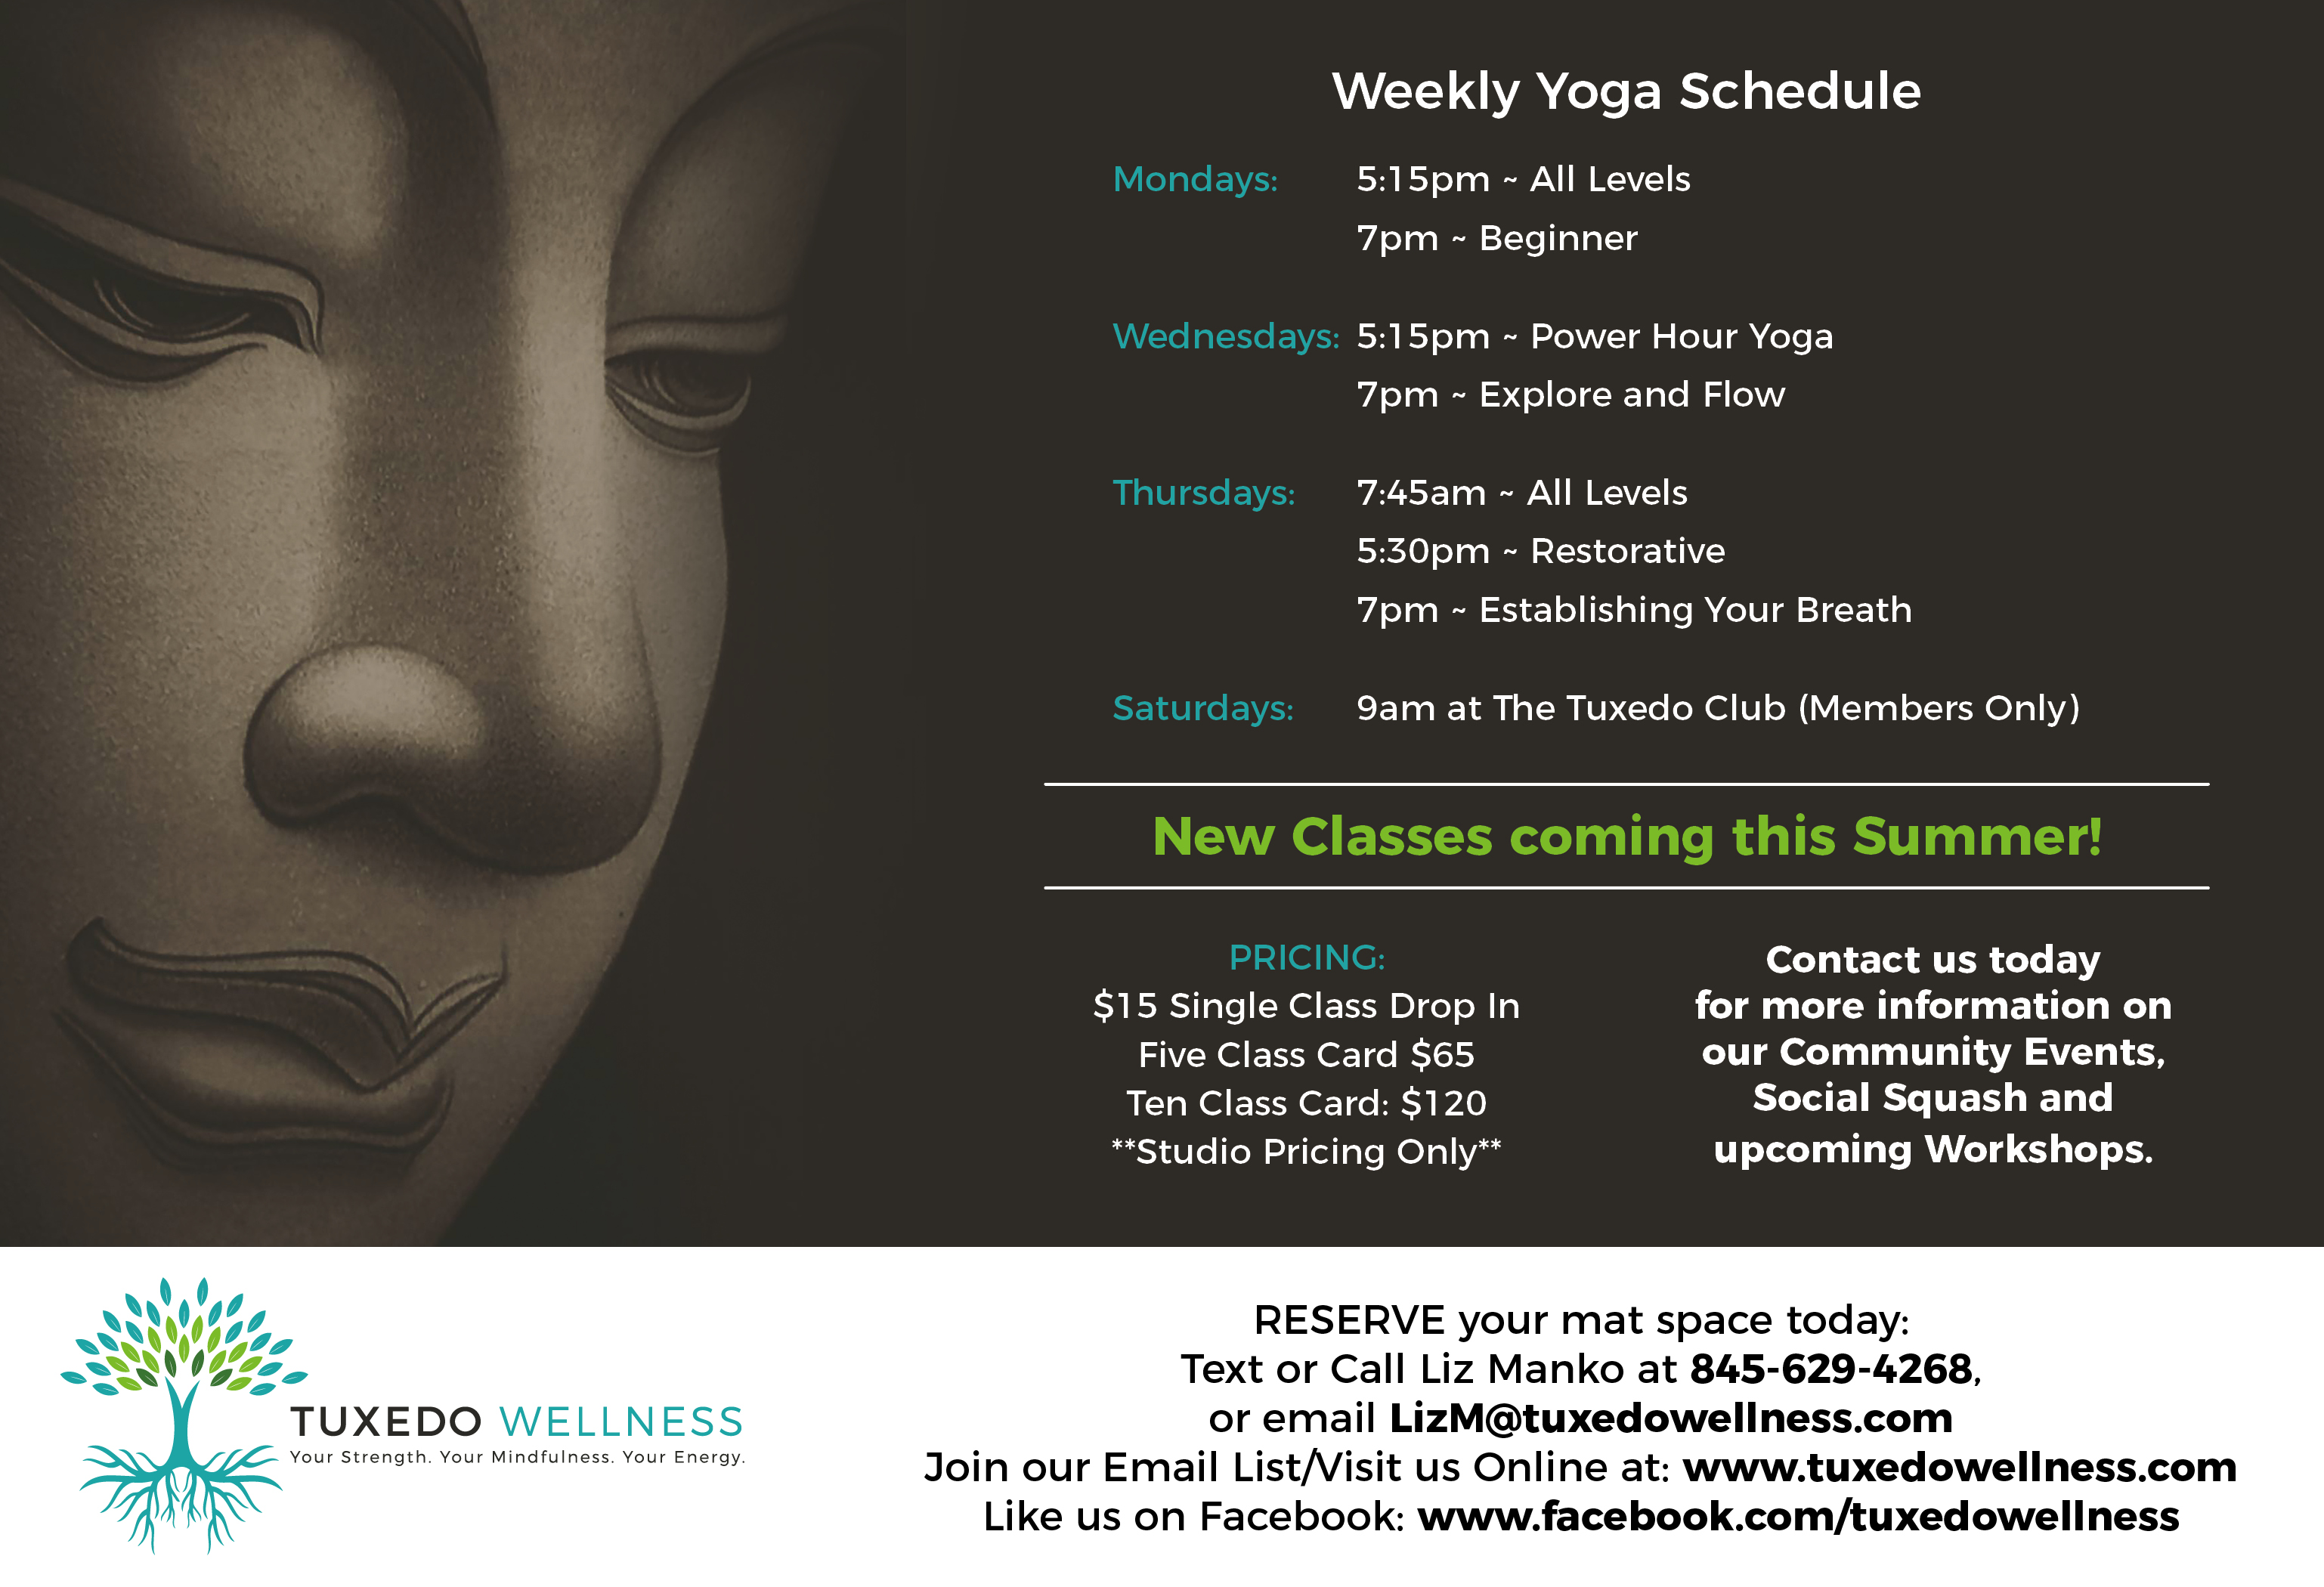 Weekly Yoga Schedule
Mondays: 5:15pm ~ All Levels
7pm ~ Beginner
Wednesdays: 5:15pm ~ Power Hour Yoga
7pm ~ Explore and Flow
Thursdays: 7:45am ~ All Levels
5:30pm ~ Restorative
7pm ~ Establishing Your Breath
Saturdays: 9am at The Tuxedo Club (Members Only)
New Classes coming this Summer!
PRICING:
$15 Single Class Drop In
Five Class Card $65
Ten Class Card: $120
**Studio Pricing Only**
Contact us today
for more information on
our Community Events,
Social Squash and
upcoming Workshops.
TUXEDO WELLNESS
Your Strength. Your Mindfulness. Your Energy.
RESERVE your mat space today:
Text or Call Liz Manko at 845-629-4268,
or email LizM@tuxedowellness.com
Join our Email List/Visit us Online at: www.tuxedowellness.com
Like us on Facebook: www.facebook.com/tuxedowellness